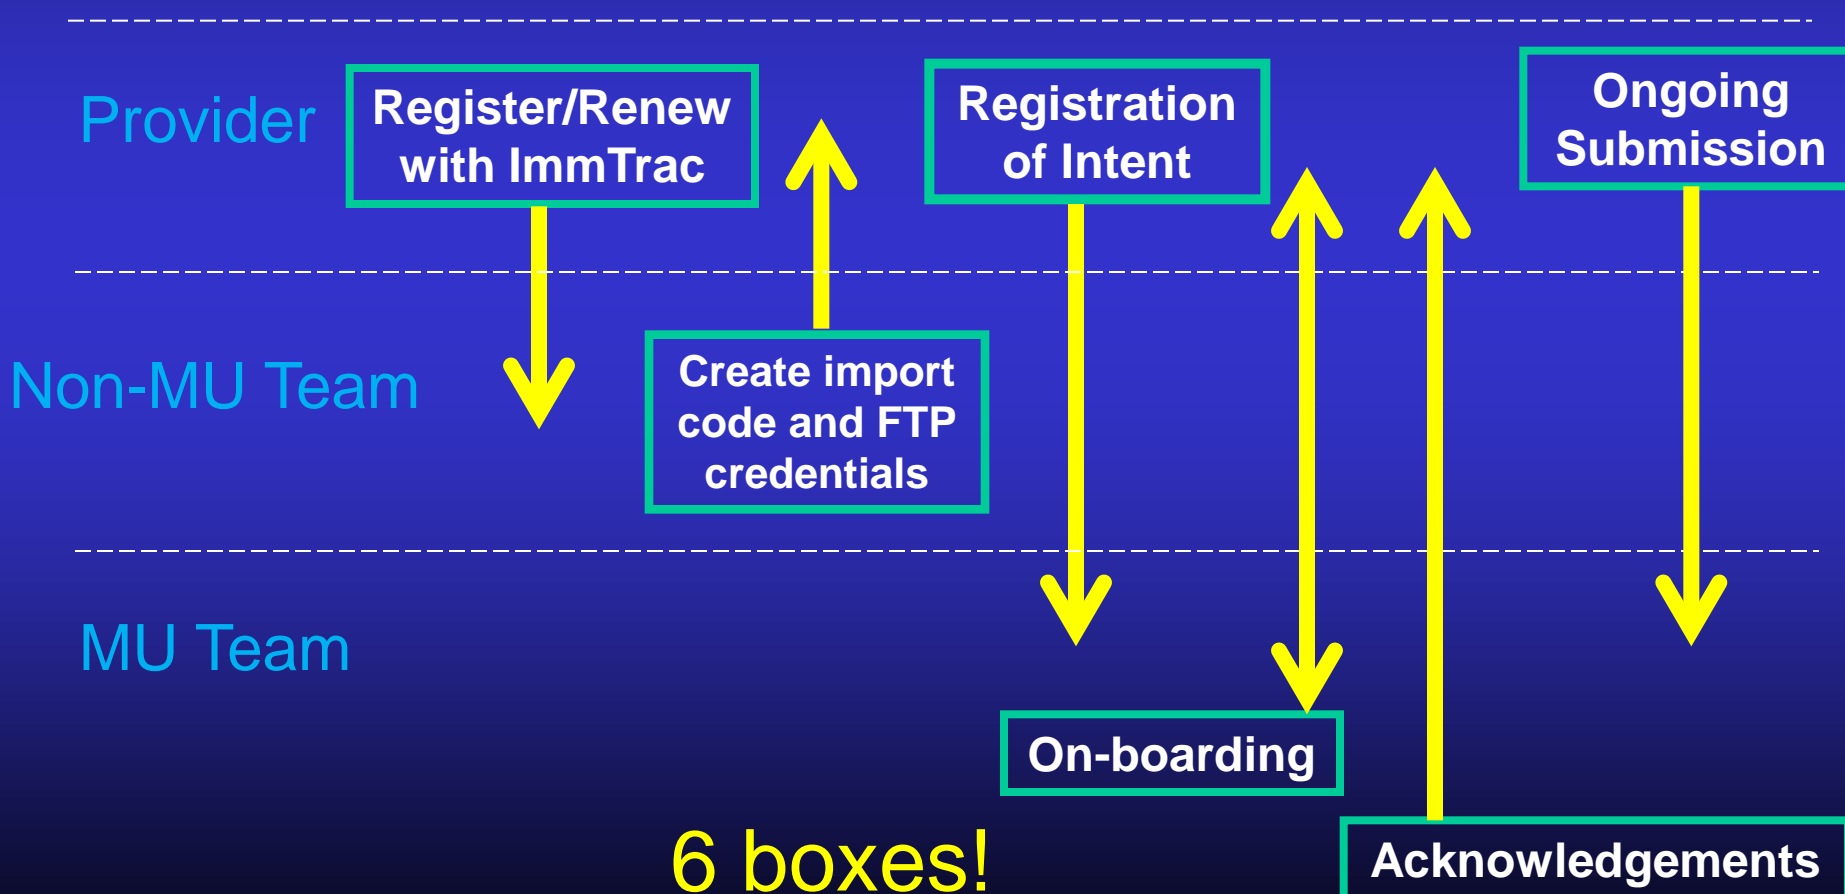 Provider
Register/Renew
with ImmTrac
Registration
of Intent
Ongoing
Submission
Non-MU Team
Create import
code and FTP
credentials
MU Team
On-boarding
6 boxes!
Acknowledgements